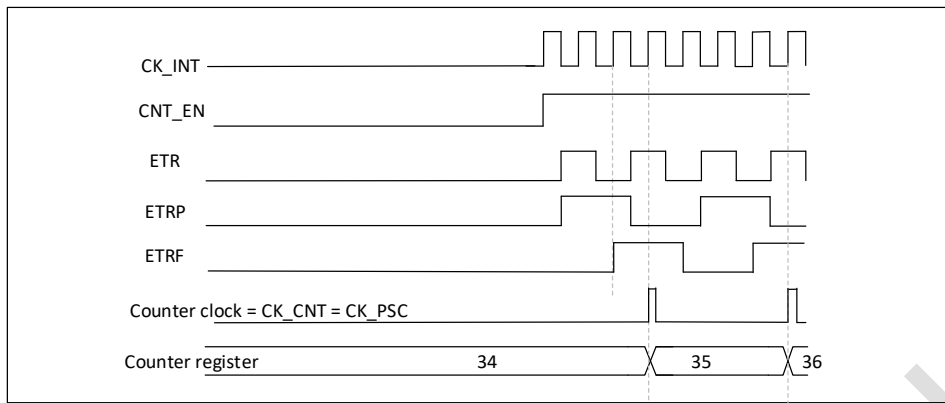 CK_INT
CNT_EN
ETR
ETRP
ETRF
Counter clock = CK_CNT = CK_PSC
Counter register 34 35 36